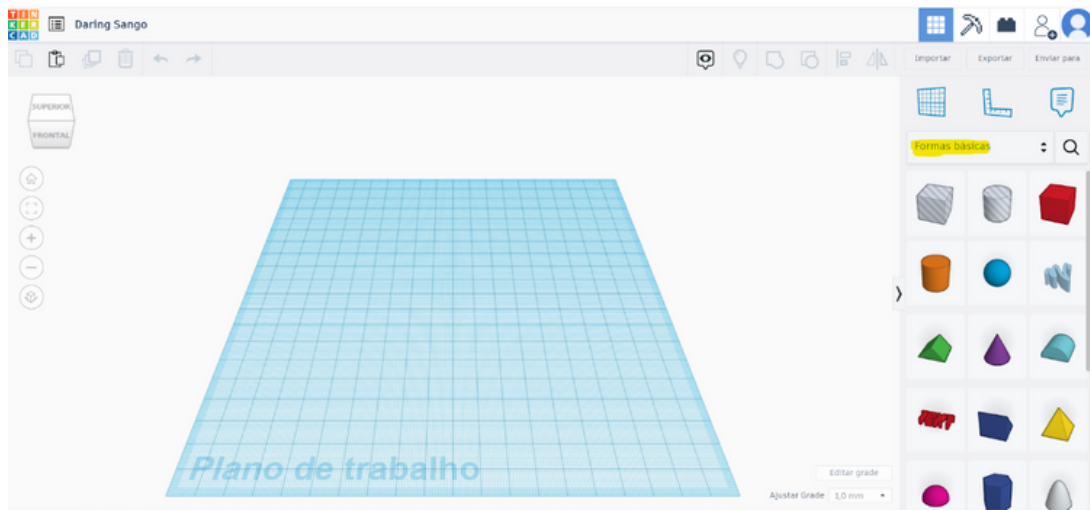 TIN
KER
CAD
Daring Sango
Importar
Exportar
Enviar para
SUPERIOR
FRONTAL
Formas básicas
TEXT
Plano de trabalho
Editar grade
Ajustar Grade 1,0 mm